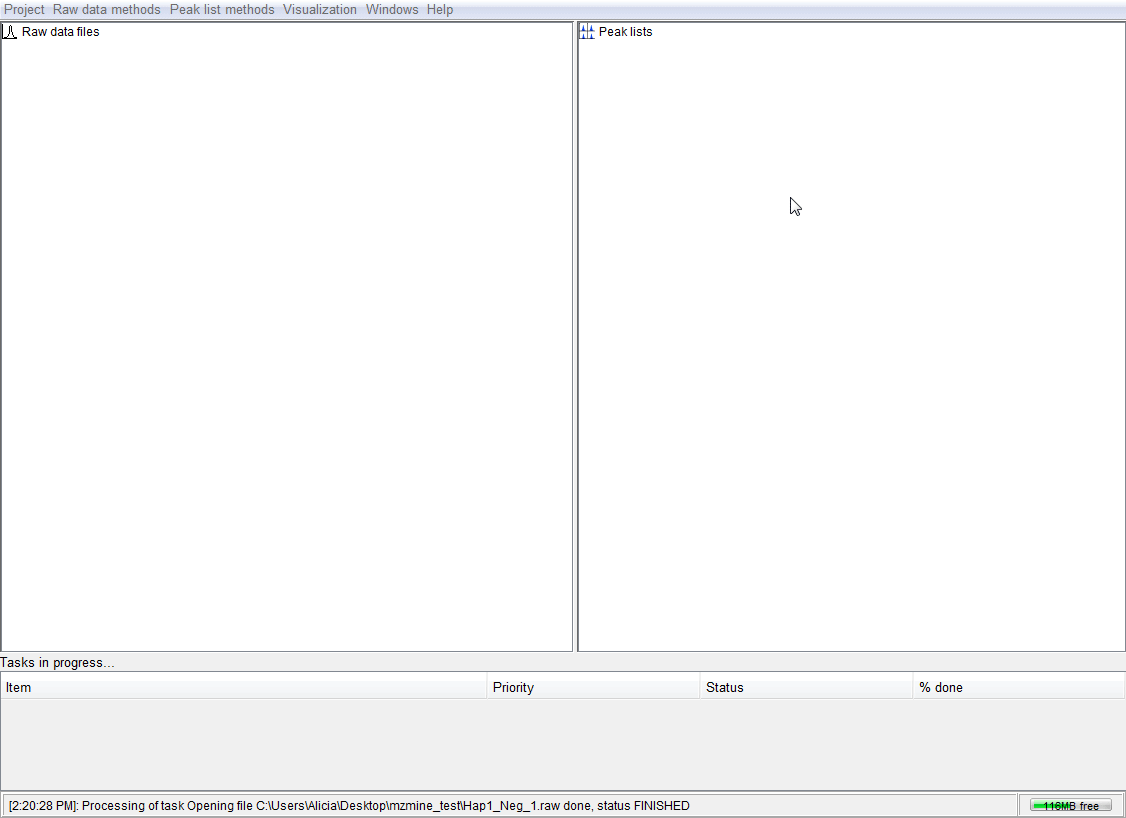 Project Raw data methods Peak list methods Visualization Windows Help
Raw data files
Peak lists
Tasks in progress...
Item Priority Status % done
[2:20:28 PM]: Processing of task Opening file C:\Users\Alicia\Desktop\mzmine_test\Hap1_Neg_1.raw done, status FINISHED
116MB free